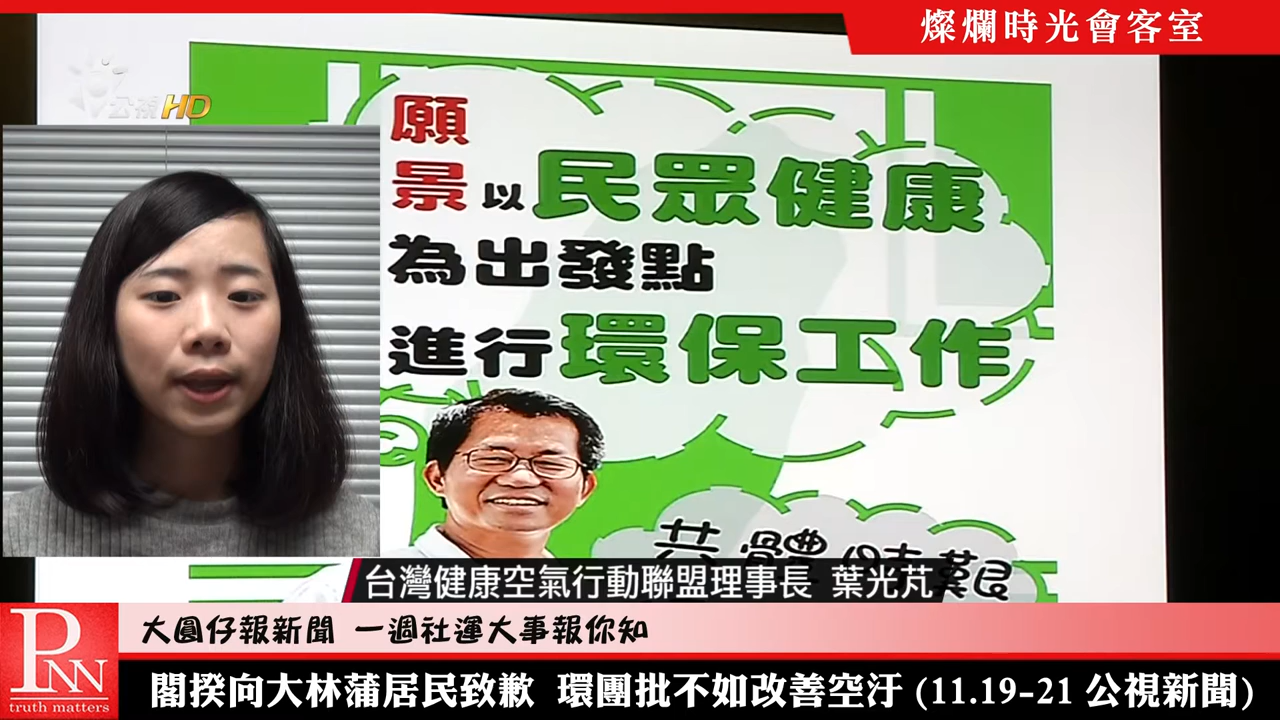 燦爛時光會客室
公視HD
願景以民眾健康
為出發點
進行環保工作
台灣健康空氣行動聯盟理事長 葉光芃
大圓仔報新聞 一週社運大事報你知
PNN
truth matters
閣揆向大林蒲居民致歉 環團批不如改善空汙 (11.19-21 公視新聞)